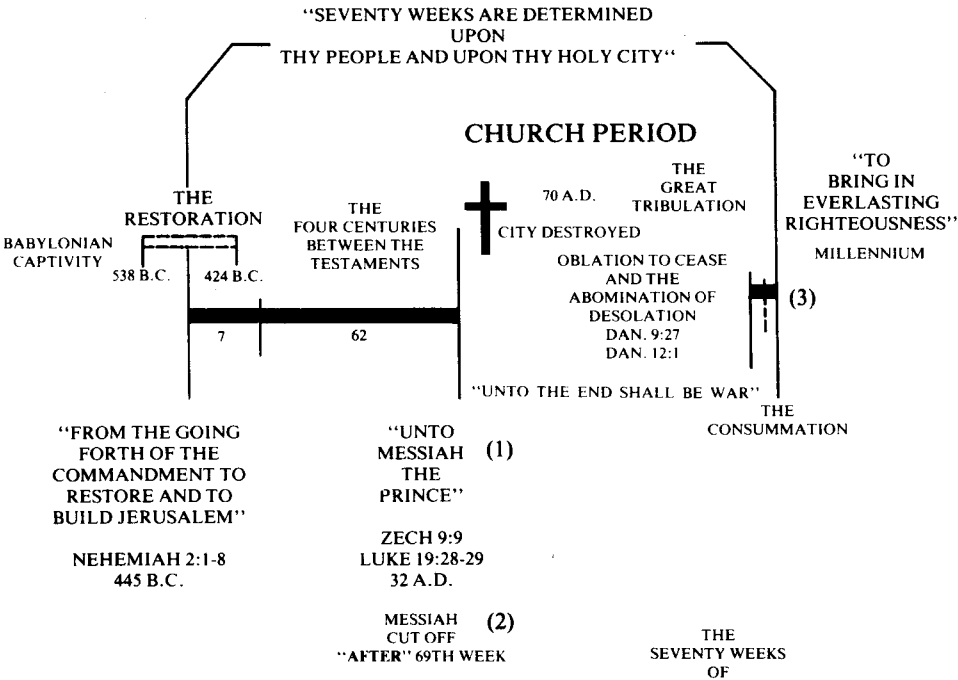 “SEVENTY WEEKS ARE DETERMINED
UPON
THY PEOPLE AND UPON THY HOLY CITY“
CHURCH PERIOD
THE
RESTORATION
BABYLONIAN
CAPTIVITY
538 B.C.
424 B.C.
THE
FOUR CENTURIES
BETWEEN THE
TESTAMENTS
70 A.D.
CITY DESTROYED
THE
GREAT
TRIBULATION
“TO
BRING IN
EVERLASTING
RIGHTEOUSNESS”
MILLENNIUM
OBLATION TO CEASE
AND THE
ABOMINATION OF
DESOLATION
DAN. 9:27
DAN. 12:1
(3)
7
62
“UNTO THE END SHALL BE WAR”
THE
CONSUMMATION
“FROM THE GOING
FORTH OF THE
COMMANDMENT TO
RESTORE AND TO
BUILD JERUSALEM”
NEHEMIAH 2:1-8
445 B.C.
“UNTO
MESSIAH
THE
PRINCE”
(1)
ZECH 9:9
LUKE 19:28-29
32 A.D.
MESSIAH
CUT OFF
“AFTER” 69TH WEEK
(2)
THE
SEVENTY WEEKS
OF